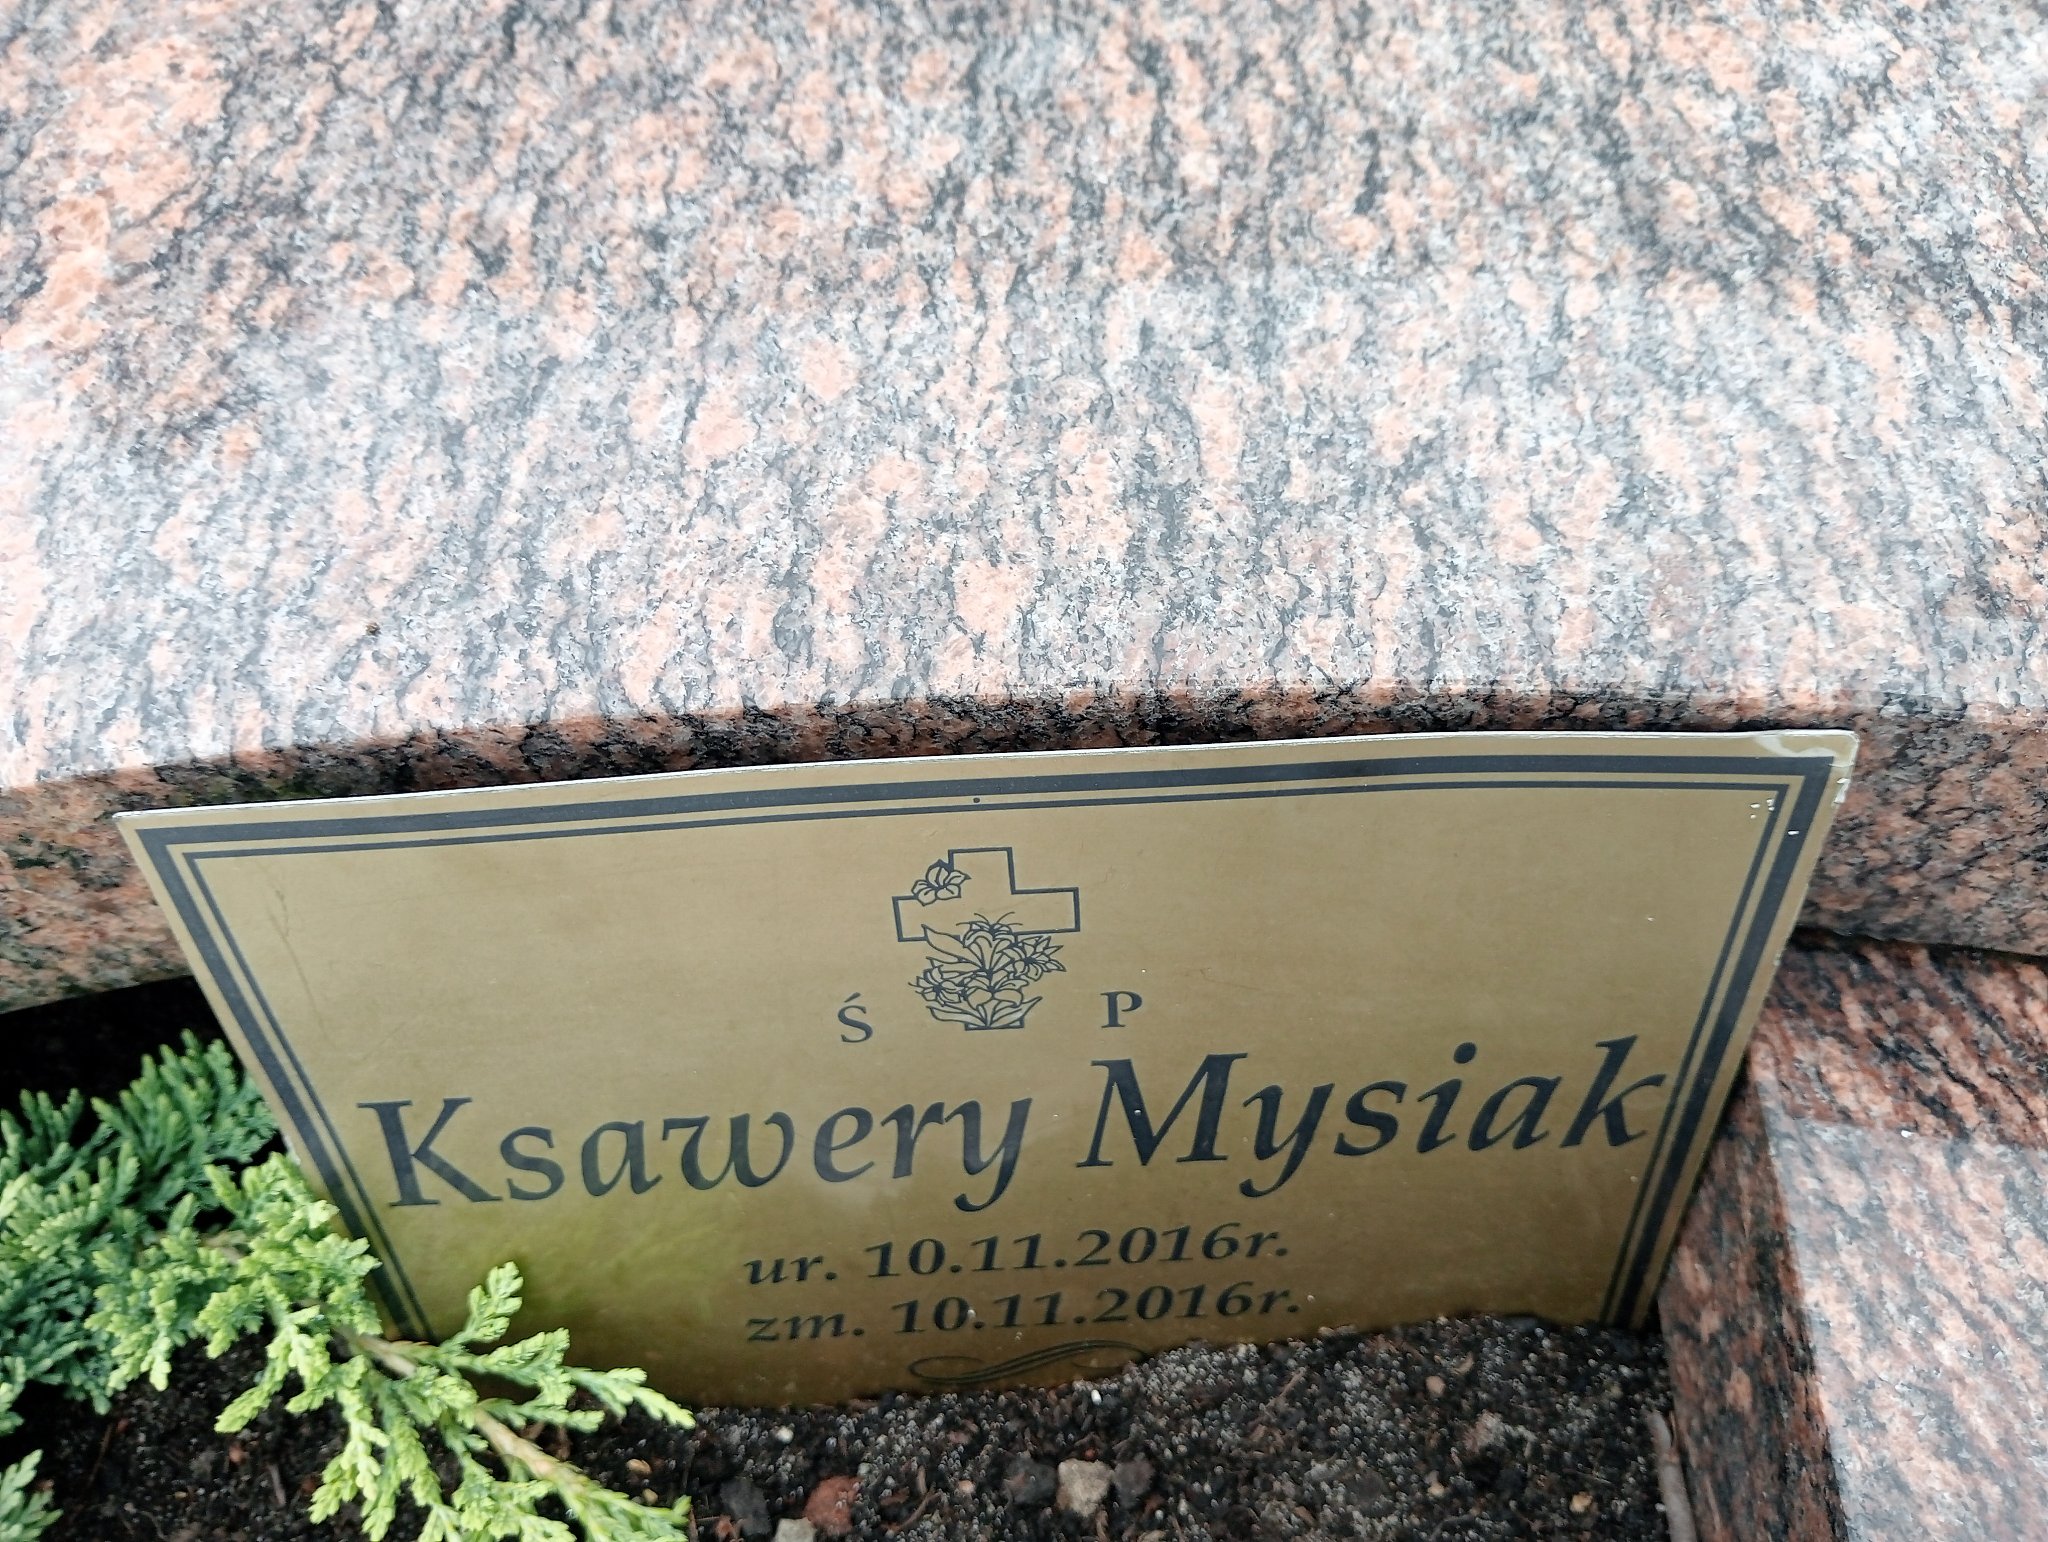 Ś P
Ksawery Mysiak
ur. 10.11.2016r.
zm. 10.11.2016r.